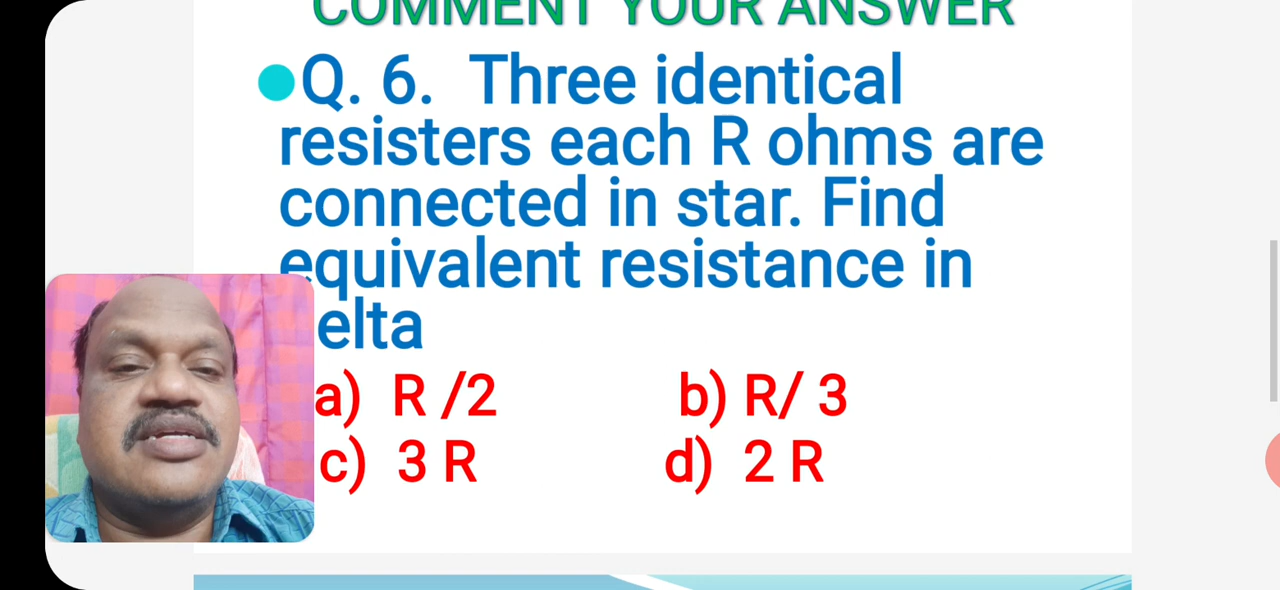 COMMENT YOUR ANSWER
Q. 6. Three identical
resisters each R ohms are
connected in star. Find
equivalent resistance in
elta
a) R /2 b) R/ 3
c) 3 R d) 2 R